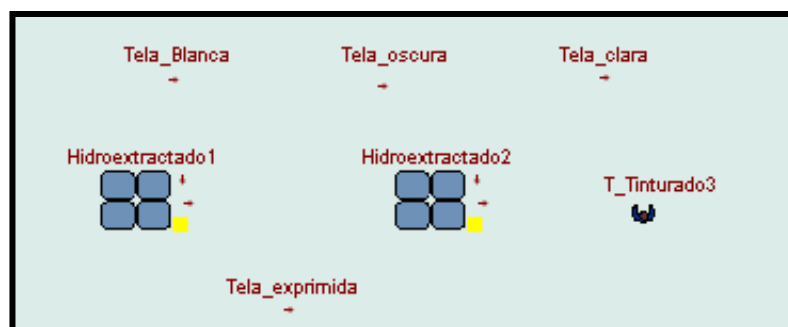 Tela_Blanca
Tela_oscura
Tela_clara
Hidroextractado1
Hidroextractado2
T_Tinturado3
Tela_exprimida